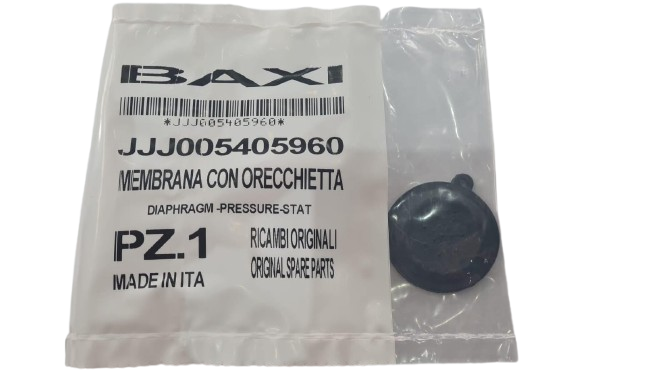 BAXI
*JJJ005405960*
JJJ005405960
MEMBRANA CON ORECCHIETTA
DIAPHRAGM -PRESSURE-STAT
PZ.1
RICAMBI ORIGINALI
ORIGINAL SPARE PARTS
MADE IN ITA